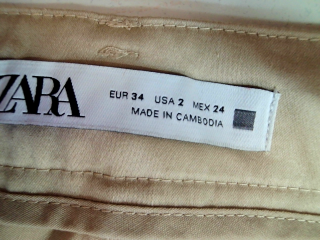 ZARA
EUR 34 USA 2 MEX 24
MADE IN CAMBODIA